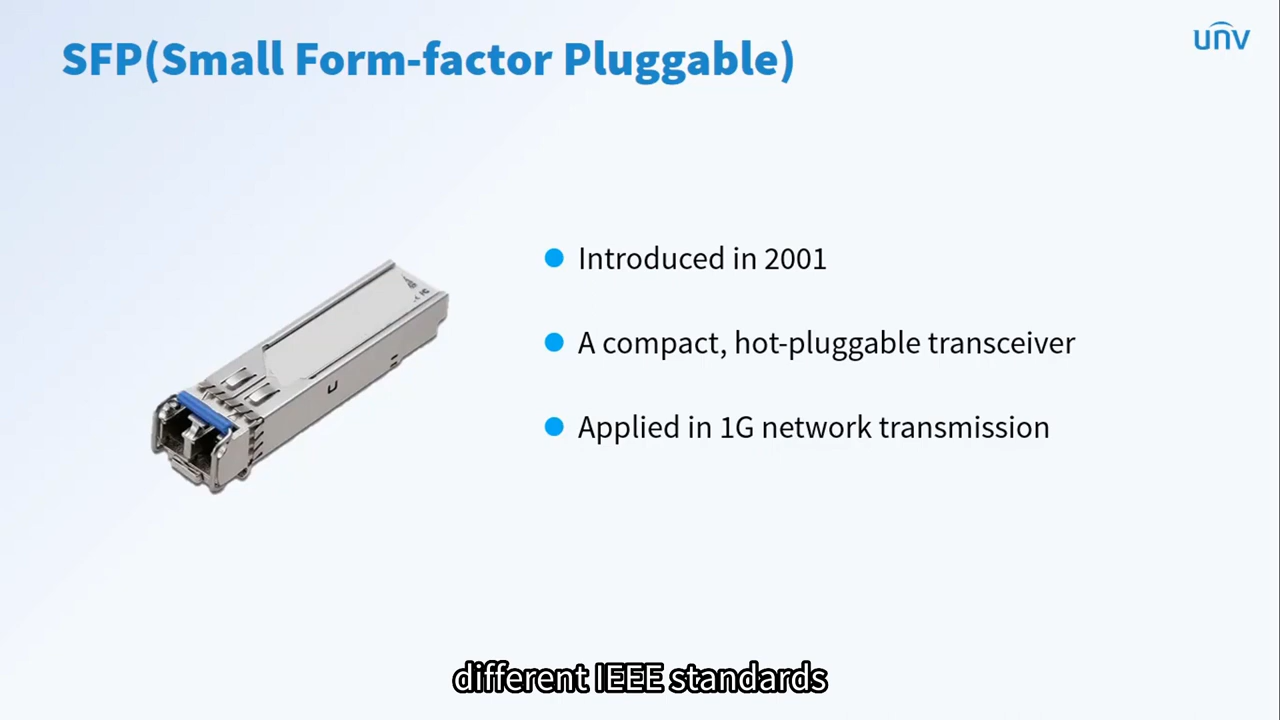 SFP(Small Form-factor Pluggable)
unv
Introduced in 2001
A compact, hot-pluggable transceiver
Applied in 1G network transmission
different IEEE standards